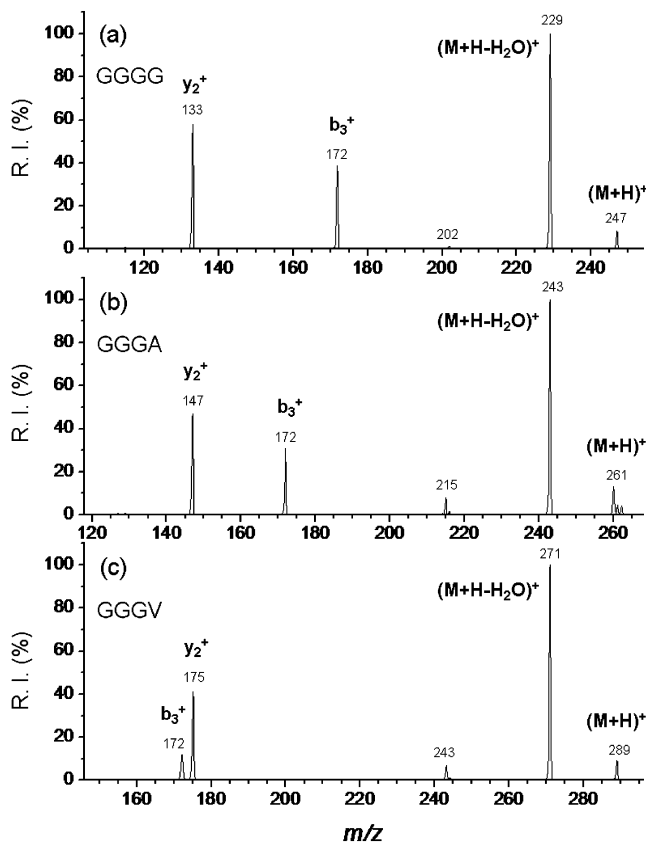 (a)
GGGG
R. I. (%)
100
80
60
40
20
0
y₂⁺
133
b₃⁺
172
202
(M+H-H₂O)⁺
229
(M+H)⁺
247
120 140 160 180 200 220 240
(b)
GGGA
R. I. (%)
100
80
60
40
20
0
y₂⁺
147
b₃⁺
172
215
(M+H-H₂O)⁺
243
(M+H)⁺
261
120 140 160 180 200 220 240 260
(c)
GGGV
R. I. (%)
100
80
60
40
20
0
b₃⁺
172
y₂⁺
175
243
(M+H-H₂O)⁺
271
(M+H)⁺
289
160 180 200 220 240 260 280
m/z